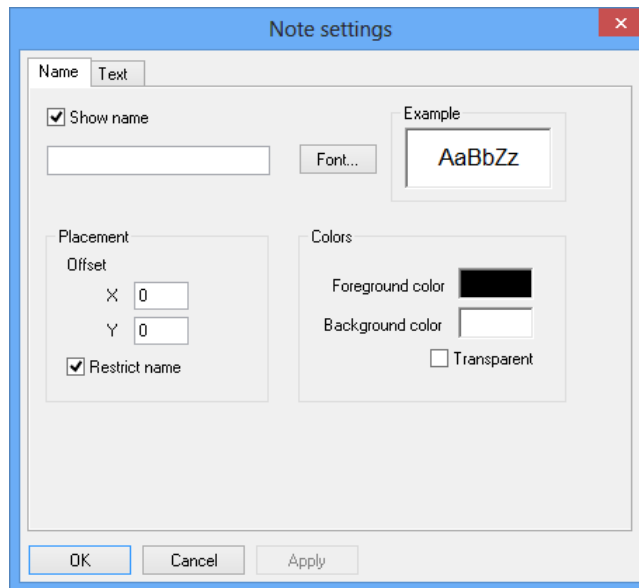 Note settings
Name Text
Show name
Example
Font...
AaBbZz
Placement
Offset
X 0
Y 0
Restrict name
Colors
Foreground color
Background color
Transparent
OK Cancel Apply